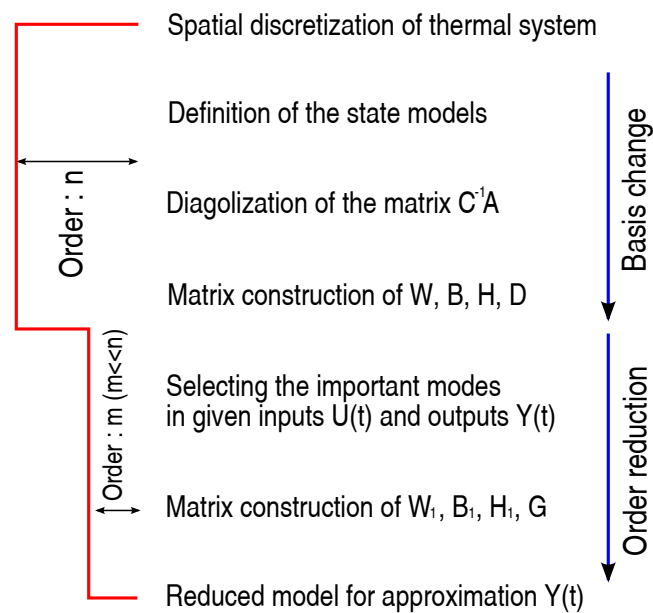 Spatial discretization of thermal system
Definition of the state models
Diagolization of the matrix C⁻¹A
Matrix construction of W, B, H, D
Selecting the important modes
in given inputs U(t) and outputs Y(t)
Matrix construction of W₁, B₁, H₁, G
Reduced model for approximation Y(t)
Order : n
Order : m (m<<n)
Basis change
Order reduction